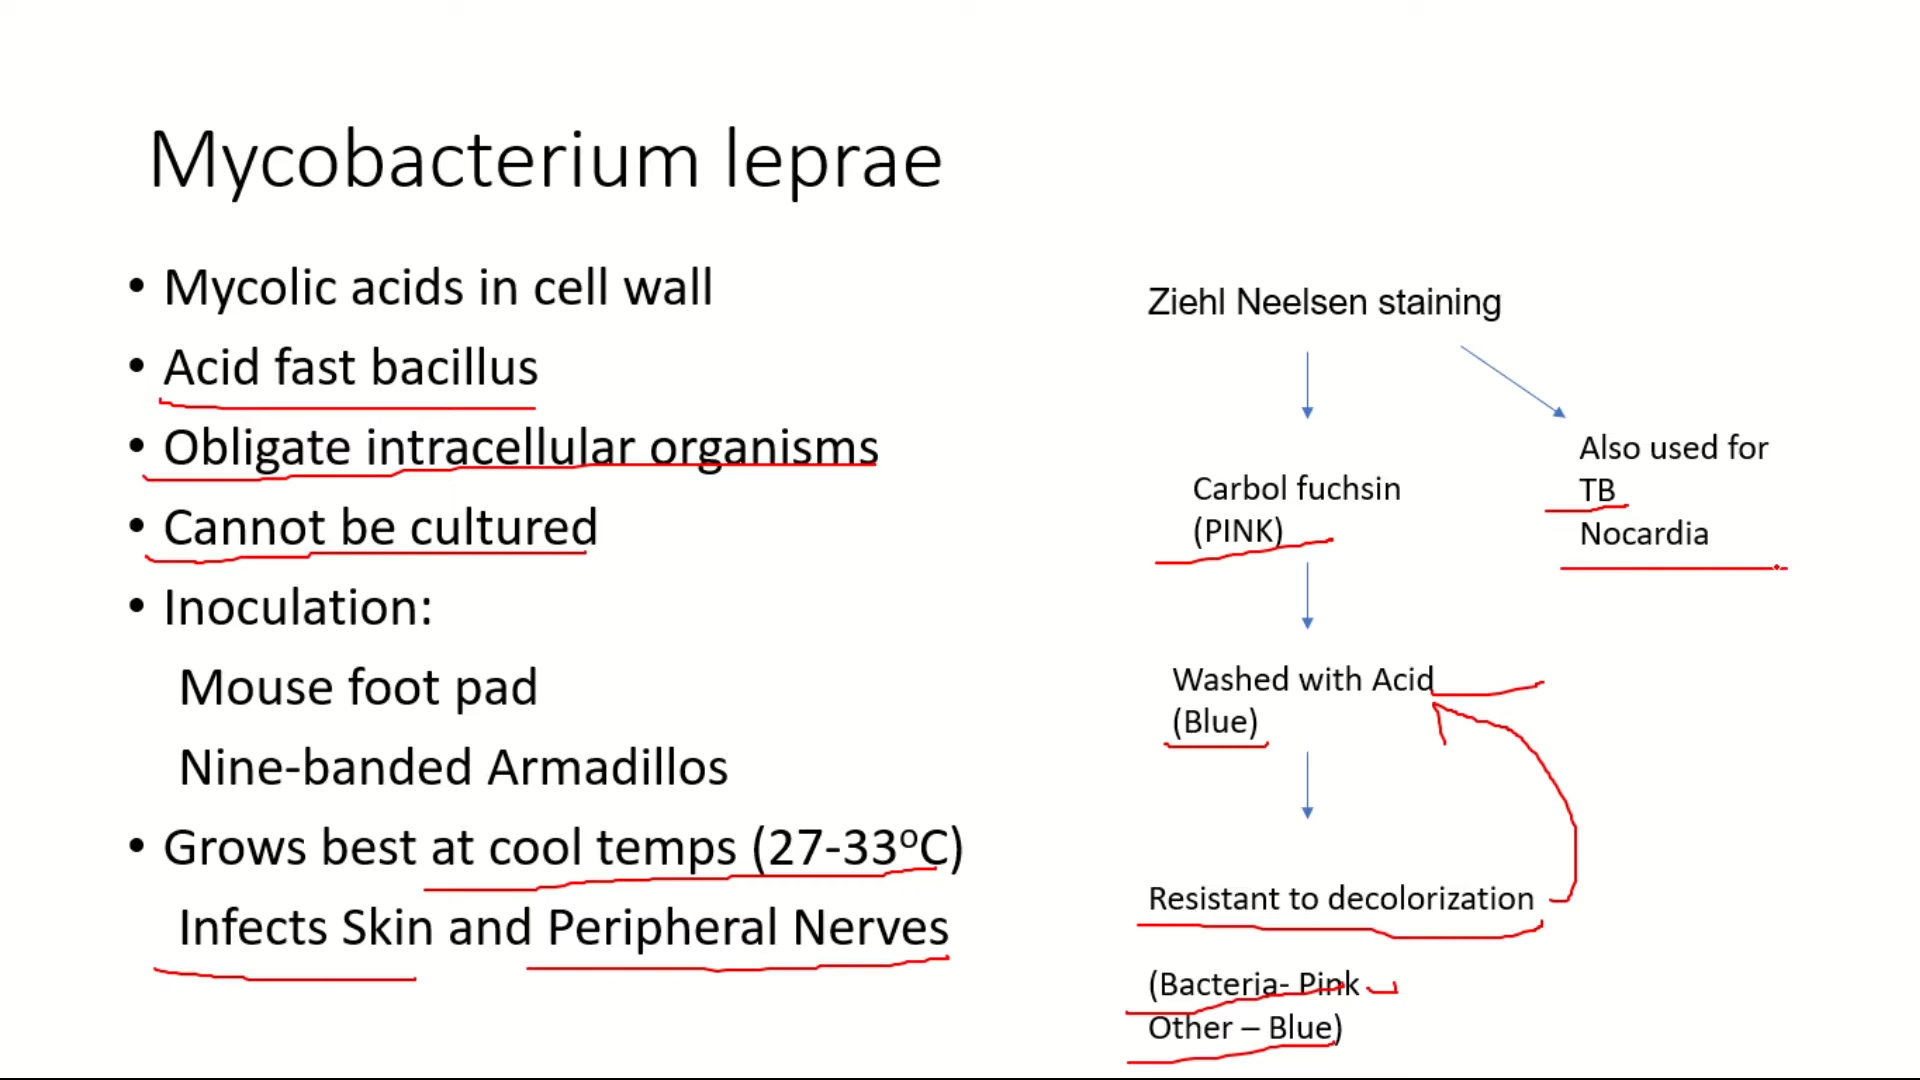 Mycobacterium leprae
• Mycolic acids in cell wall
• Acid fast bacillus
• Obligate intracellular organisms
• Cannot be cultured
• Inoculation:
Mouse foot pad
Nine-banded Armadillos
• Grows best at cool temps (27-33ºC)
Infects Skin and Peripheral Nerves
Ziehl Neelsen staining
Carbol fuchsin
(PINK)
Also used for
TB
Nocardia
Washed with Acid
(Blue)
Resistant to decolorization
(Bacteria- Pink
Other – Blue)